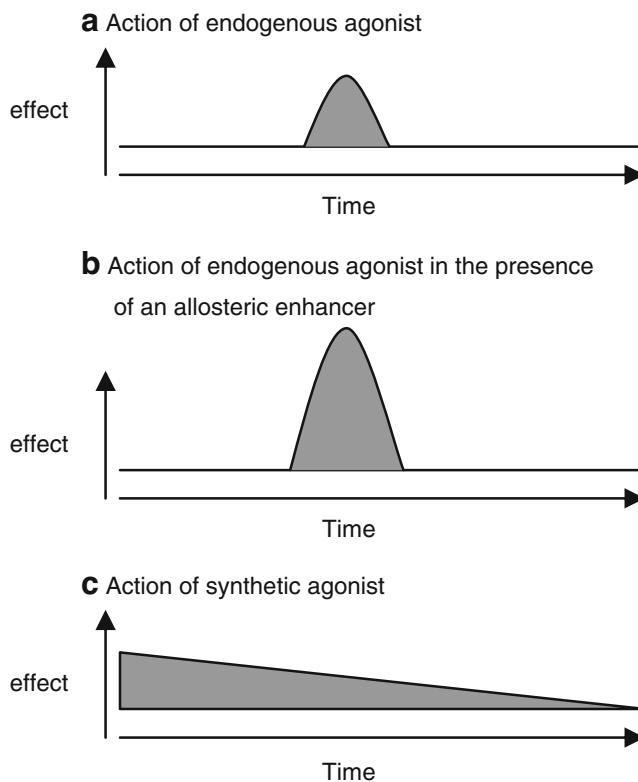 a Action of endogenous agonist
effect
Time
b Action of endogenous agonist in the presence
of an allosteric enhancer
effect
Time
c Action of synthetic agonist
effect
Time